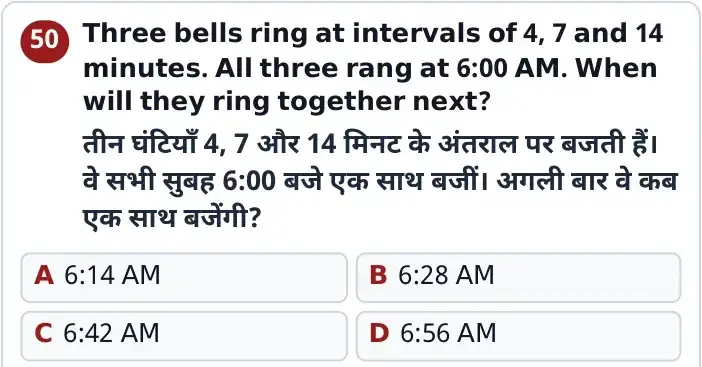 50 Three bells ring at intervals of 4, 7 and 14
minutes. All three rang at 6:00 AM. When
will they ring together next?
तीन घंटियाँ 4, 7 और 14 मिनट के अंतराल पर बजती हैं।
वे सभी सुबह 6:00 बजे एक साथ बजीं। अगली बार वे कब
एक साथ बजेंगी?
A 6:14 AM
B 6:28 AM
C 6:42 AM
D 6:56 AM